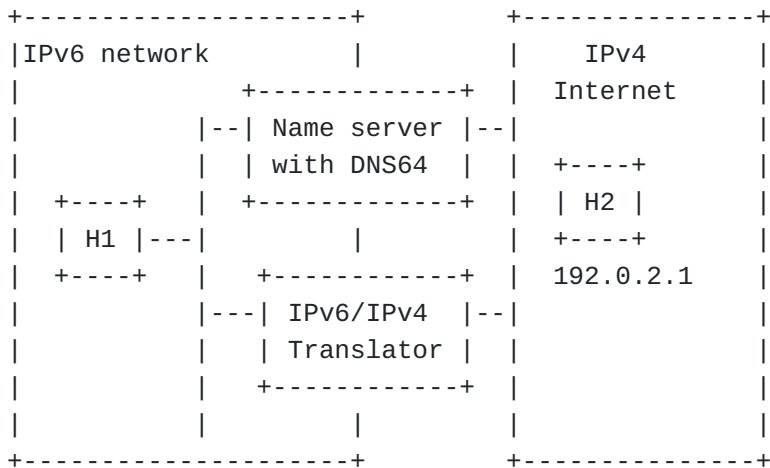 IPv6 network
IPv4
Internet
Name server
with DNS64
H1
H2
192.0.2.1
IPv6/IPv4
Translator